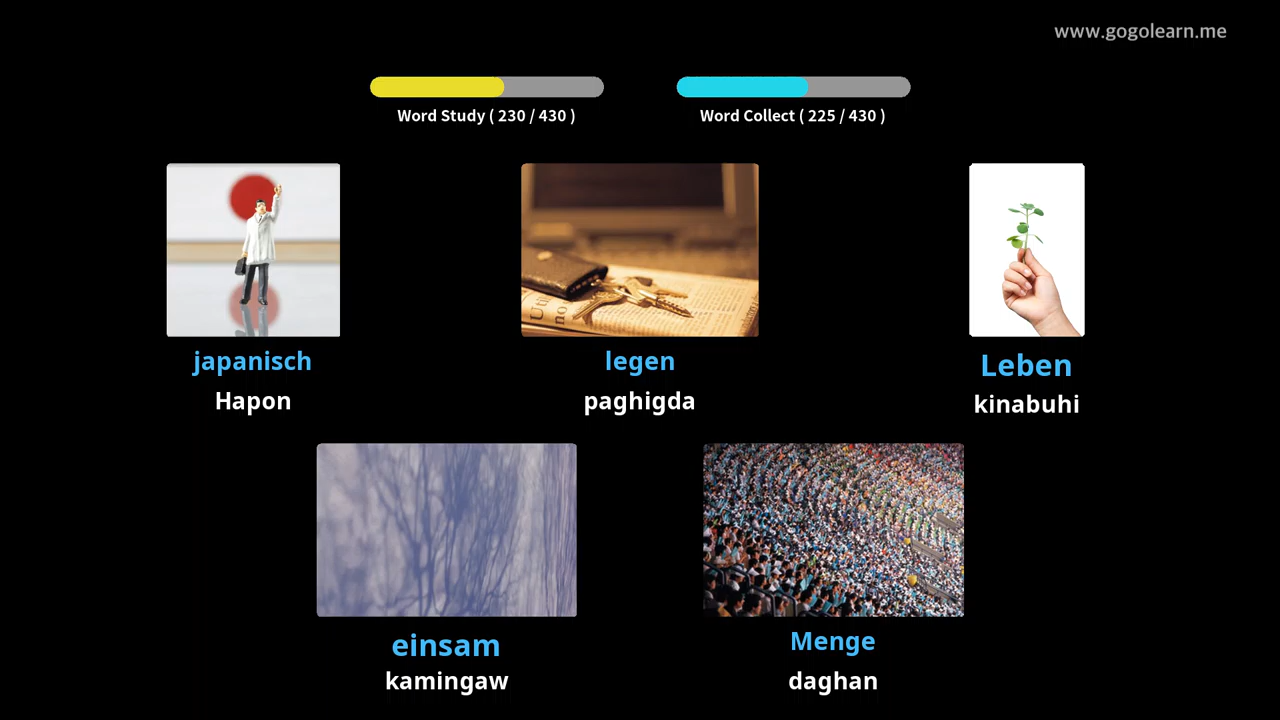 www.gogolearn.me
Word Study ( 230 / 430 )
Word Collect ( 225 / 430 )
japanisch
Hapon
legen
paghigda
Leben
kinabuhi
einsam
kamingaw
Menge
daghan